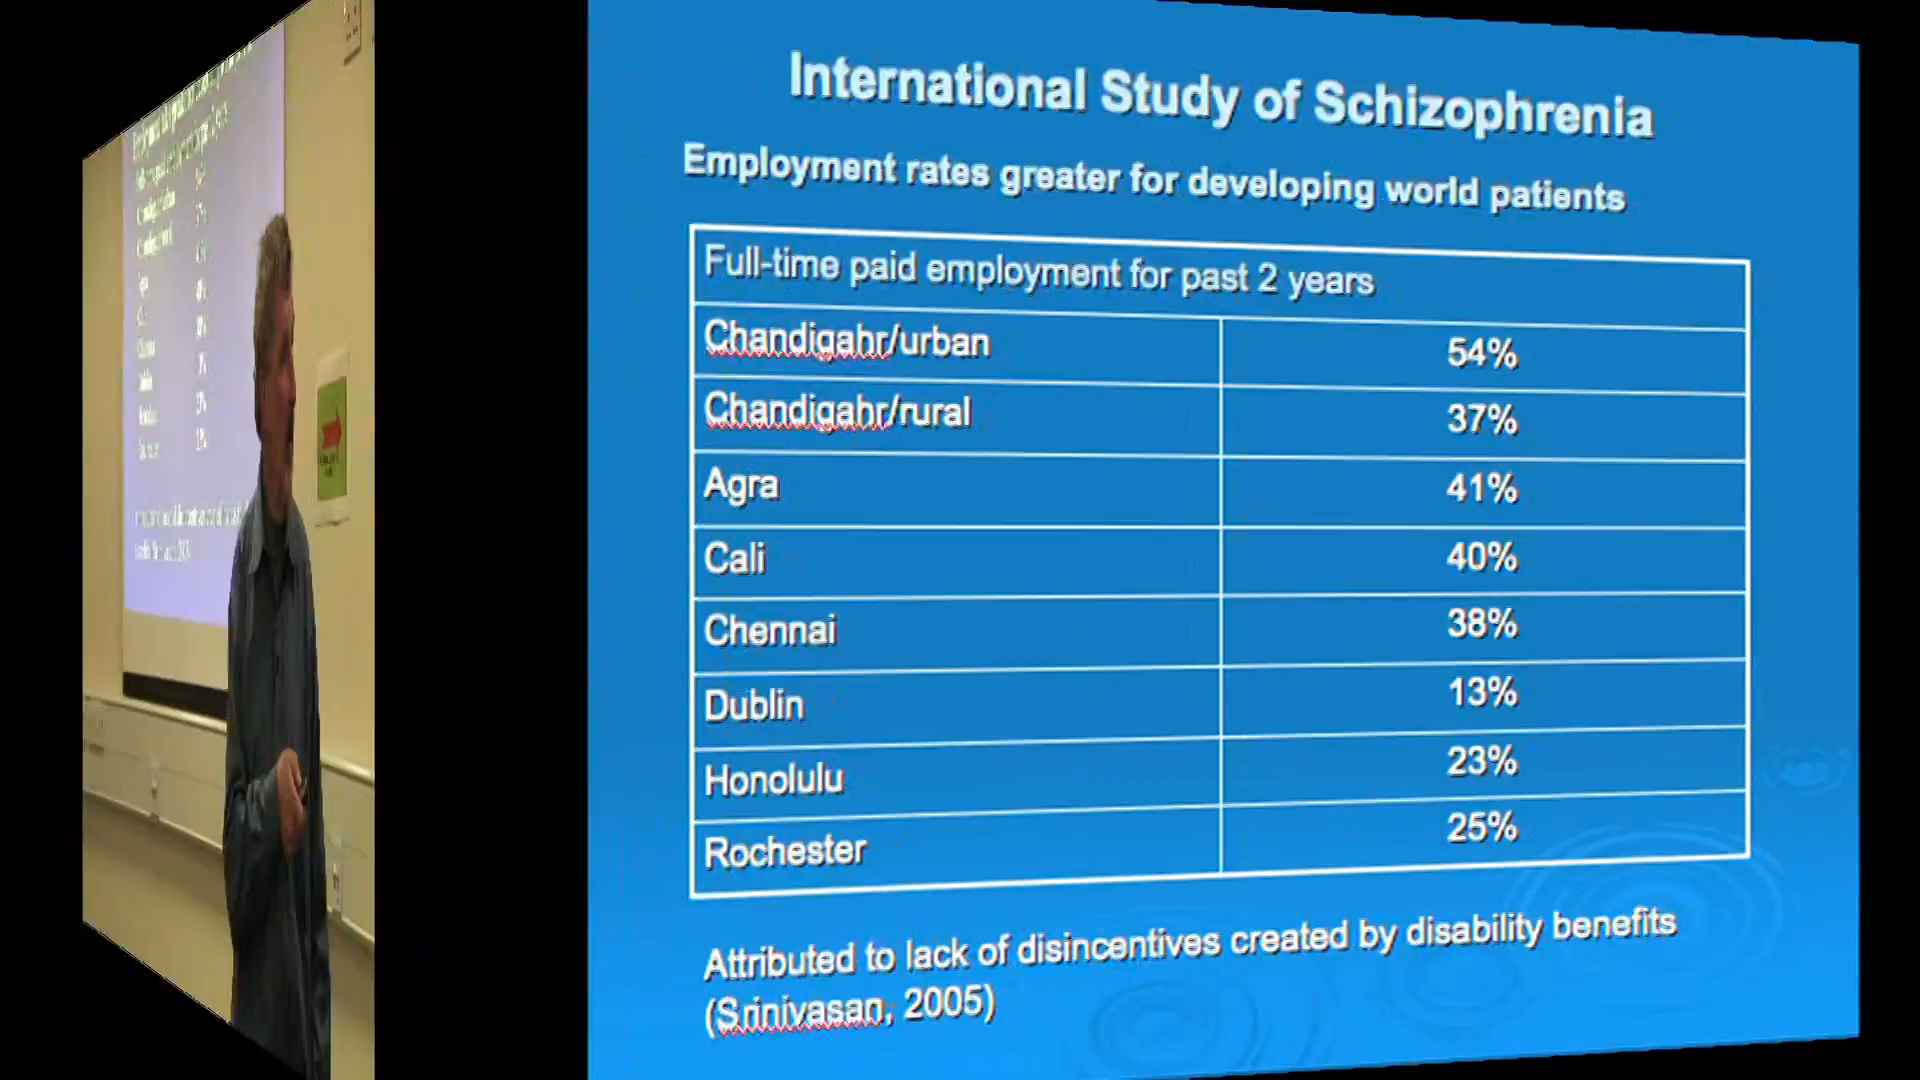 International Study of Schizophrenia
Employment rates greater for developing world patients
Full-time paid employment for past 2 years
Chandigahr/urban 54%
Chandigahr/rural 37%
Agra 41%
Cali 40%
Chennai 38%
Dublin 13%
Honolulu 23%
Rochester 25%
Attributed to lack of disincentives created by disability benefits
(Srinivasan, 2005)